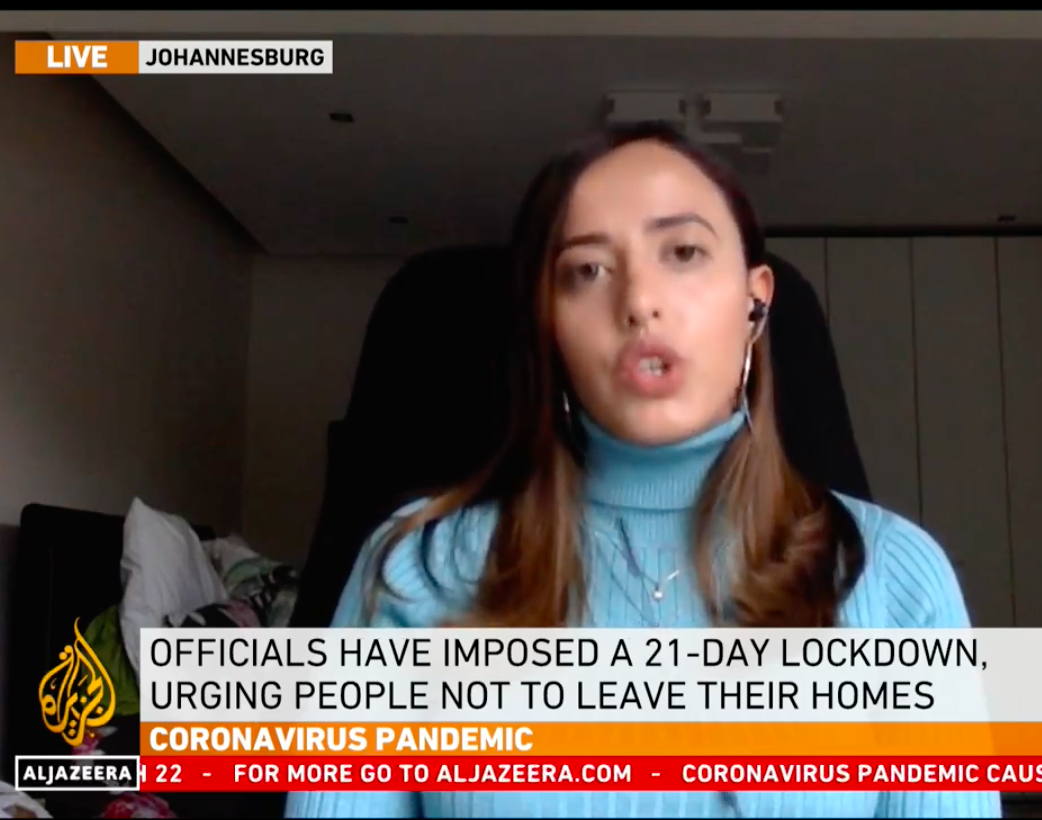 LIVE JOHANNESBURG
OFFICIALS HAVE IMPOSED A 21-DAY LOCKDOWN,
URGING PEOPLE NOT TO LEAVE THEIR HOMES
CORONAVIRUS PANDEMIC
الجزيرة
ALJAZEERA
H 22 - FOR MORE GO TO ALJAZEERA.COM - CORONAVIRUS PANDEMIC CAUS